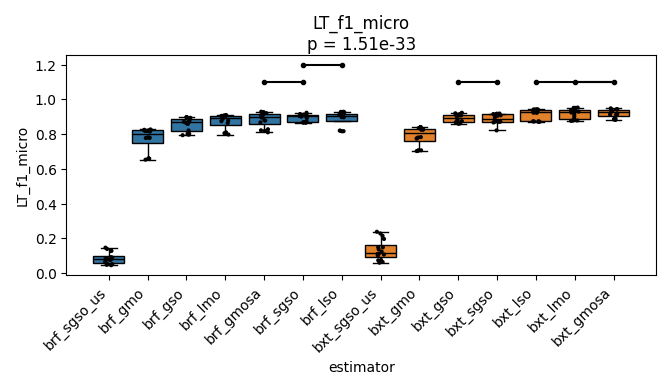 LT_f1_micro
p = 1.51e-33
1.2
1.0
0.8
0.6
0.4
0.2
0.0
LT_f1_micro
brf_sgso_us
brf_gmo
brf_gso
brf_lmo
brf_gmosa
brf_sgso
brf_lso
bxt_sgso_us
bxt_gmo
bxt_gso
bxt_sgso
bxt_lso
bxt_lmo
bxt_gmosa
estimator